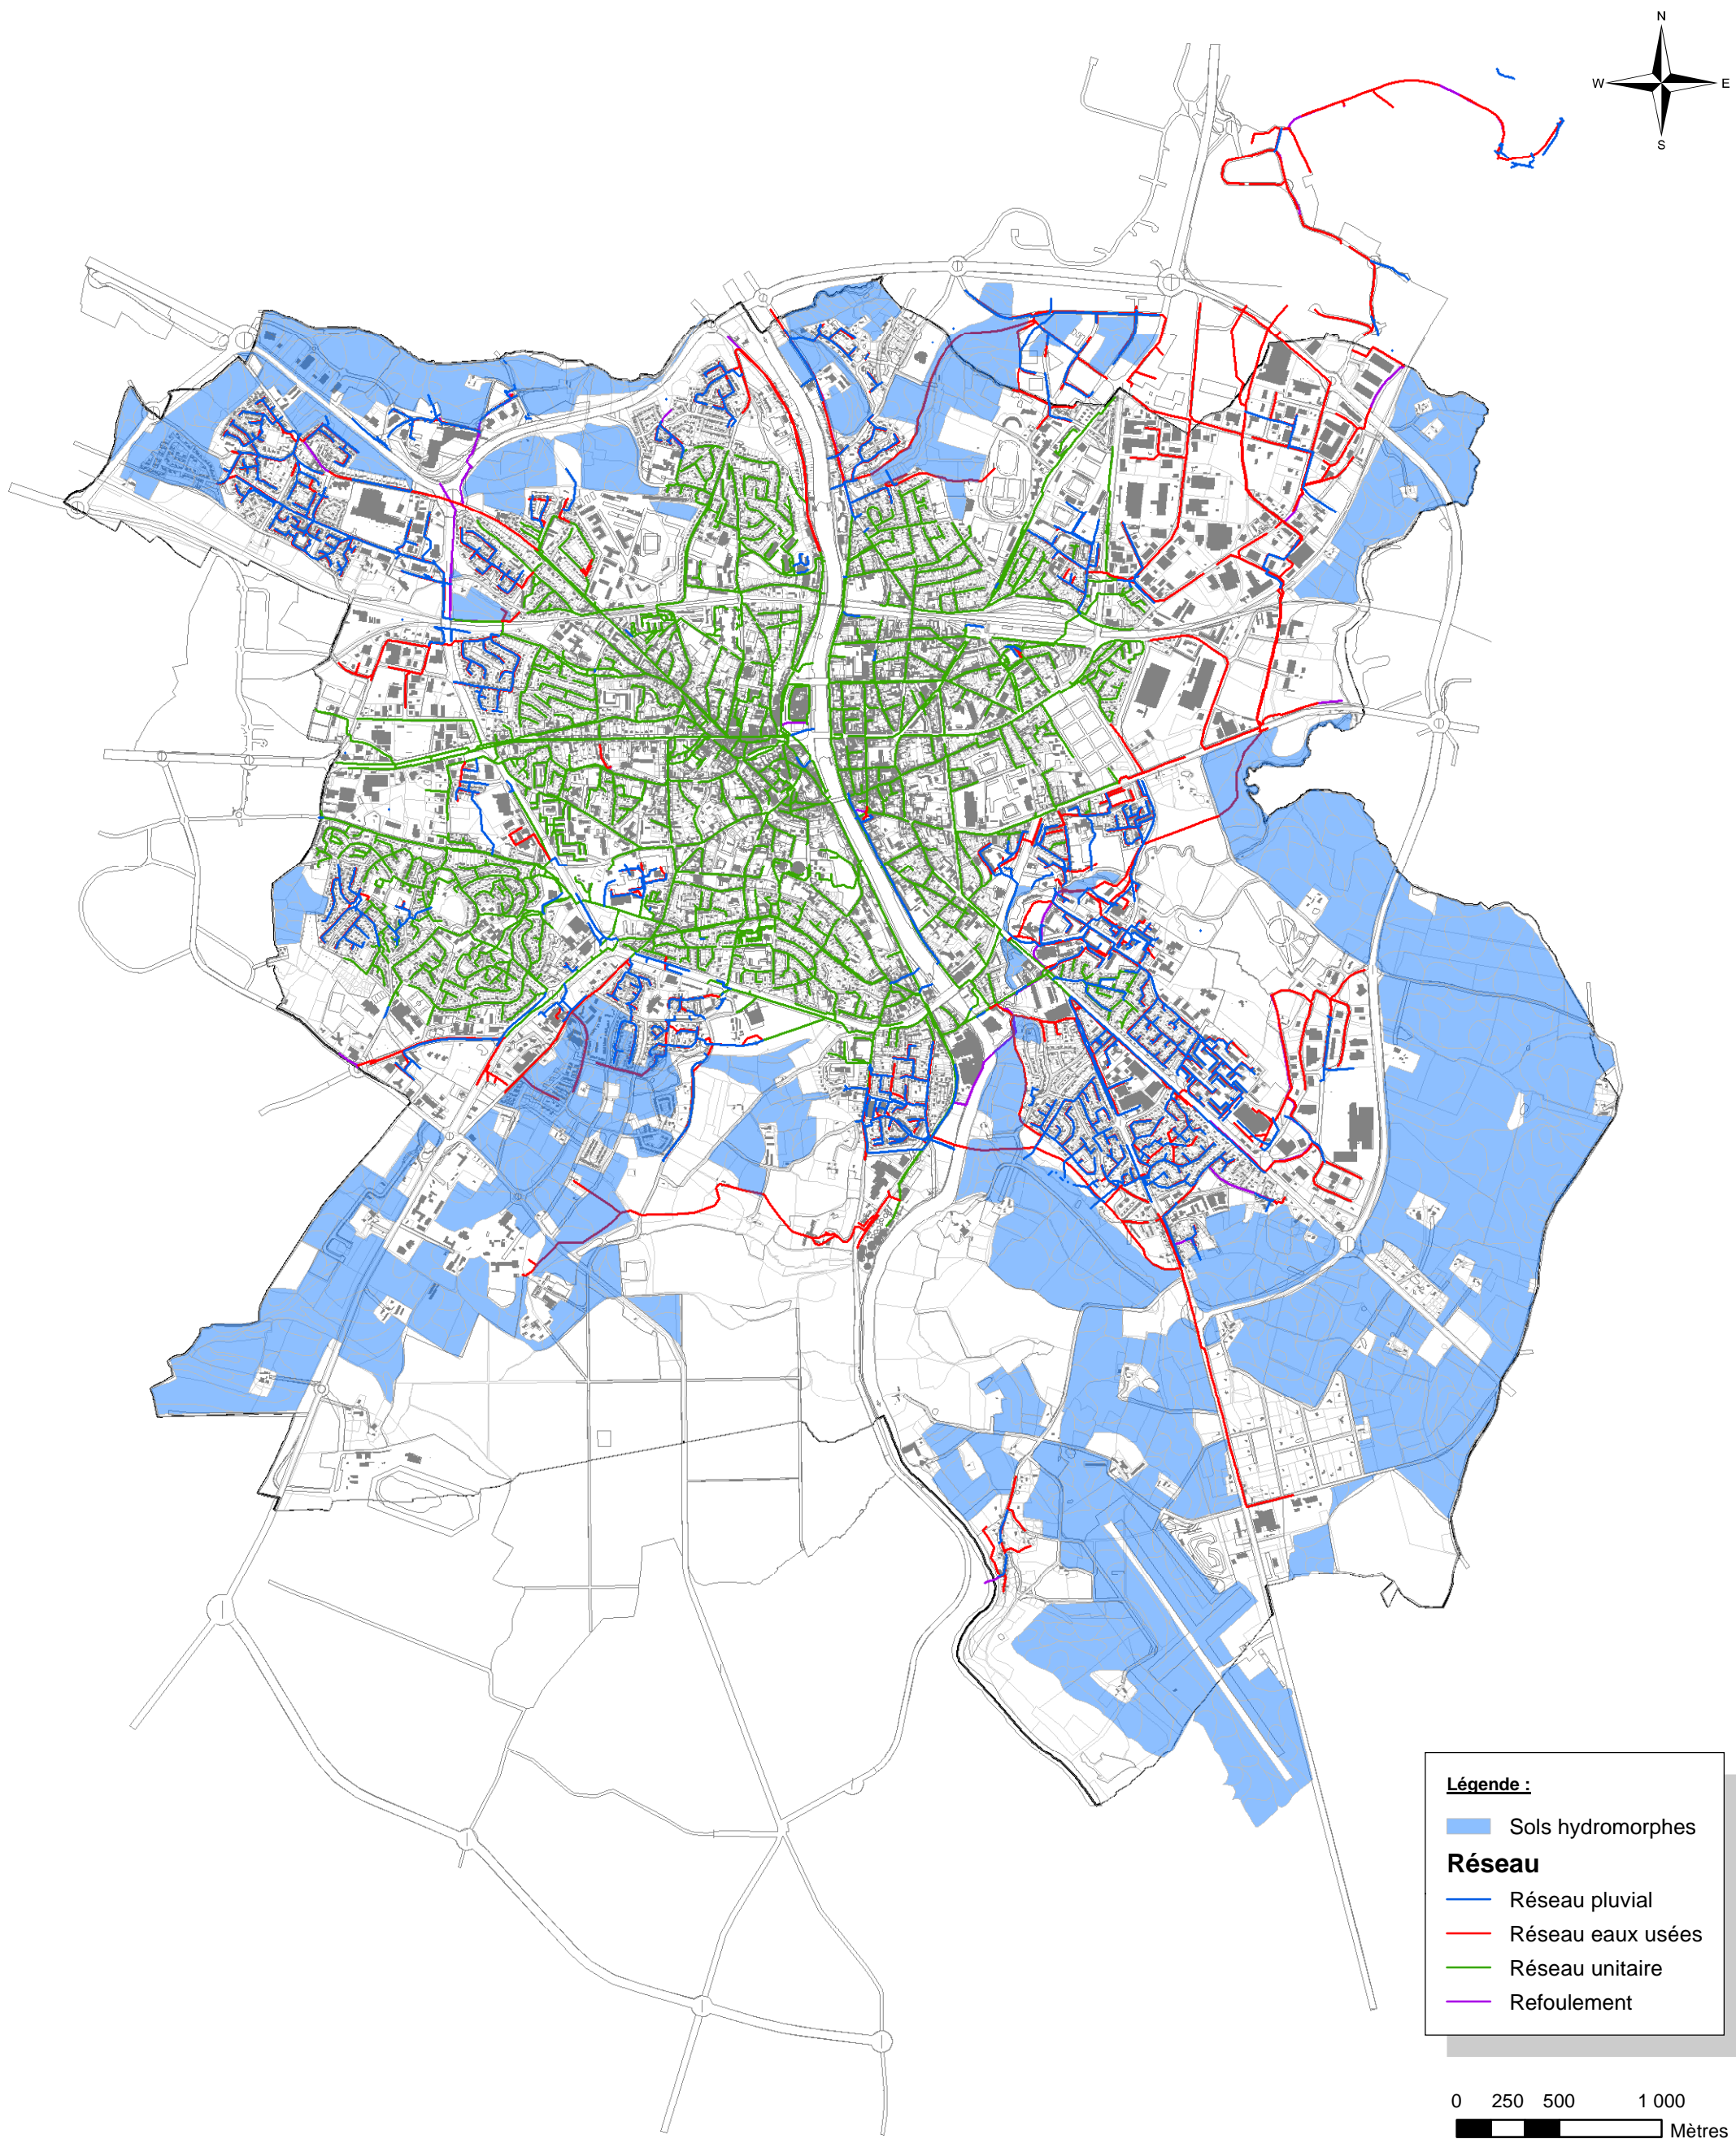 N
W E
S
Légende :
Sols hydromorphes
Réseau
Réseau pluvial
Réseau eaux usées
Réseau unitaire
Refoulement
0 250 500 1 000
Mètres